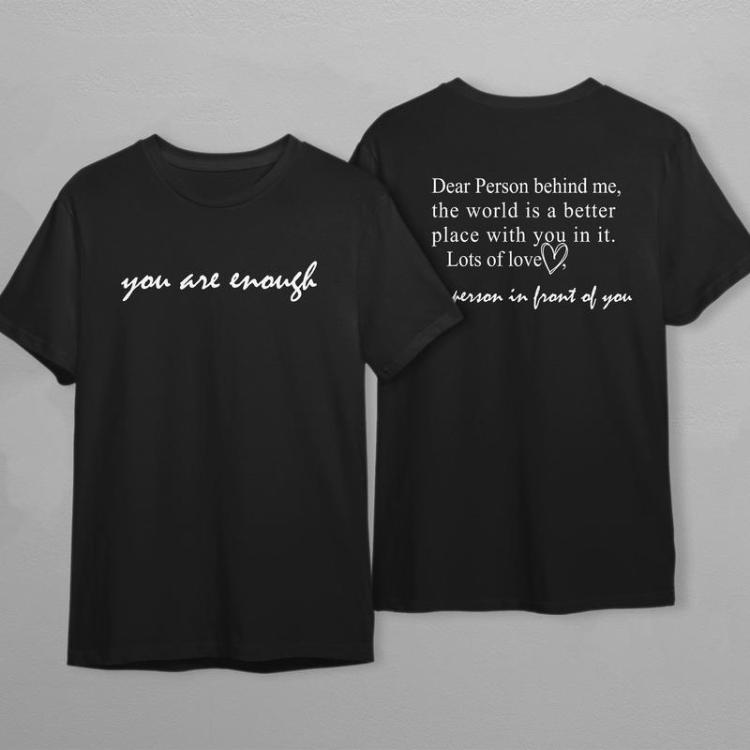 you are enough
Dear Person behind me,
the world is a better
place with you in it.
Lots of love,
person in front of you